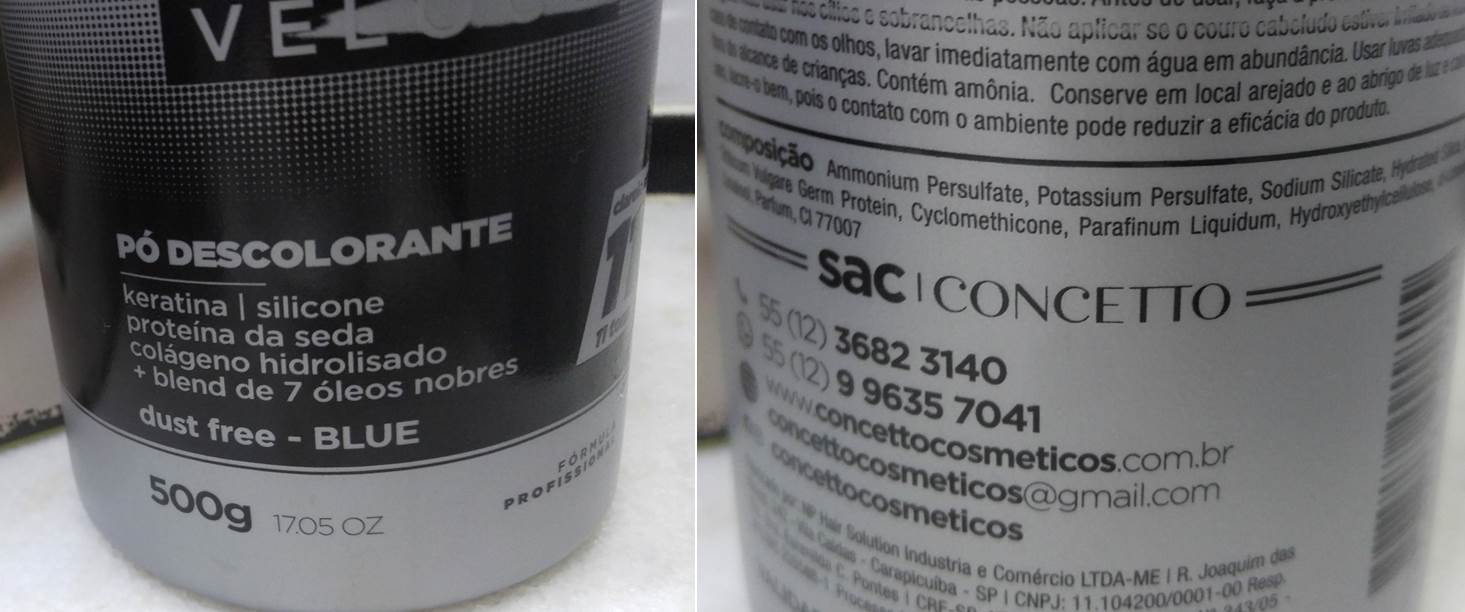 VEL
PÓ DESCOLORANTE
keratina | silicone
proteína da seda
colágeno hidrolisado
+ blend de 7 óleos nobres
dust free - BLUE
500g 17.05 OZ
FÓRMULA
PROFISSIONAL
nos cílios e sobrancelhas. Não aplicar se o couro cabeludo estiver
contato com os olhos, lavar imediatamente com água em abundância. Usar luvas
alcance de crianças. Contém amônia. Conserve em local arejado e ao abrigo de luz e
bem, pois o contato com o ambiente pode reduzir a eficácia do produto.
composição Ammonium Persulfate, Potassium Persulfate, Sodium Silicate, Hydrated
Vulgare Germ Protein, Cyclomethicone, Parafinum Liquidum, Hydroxyethylcellulose,
Parfum, CI 77007
sac | CONCETTO
55 (12) 3682 3140
55 (12) 9 9635 7041
www.concettocosmeticos.com.br
concettocosmeticos@gmail.com
concettocosmeticos
Hair Solution Industria e Comércio LTDA-ME | R. Joaquim das
Caldas - Carapicuíba - SP | CNPJ: 11.104200/0001-00 Resp.
C. Pontes |